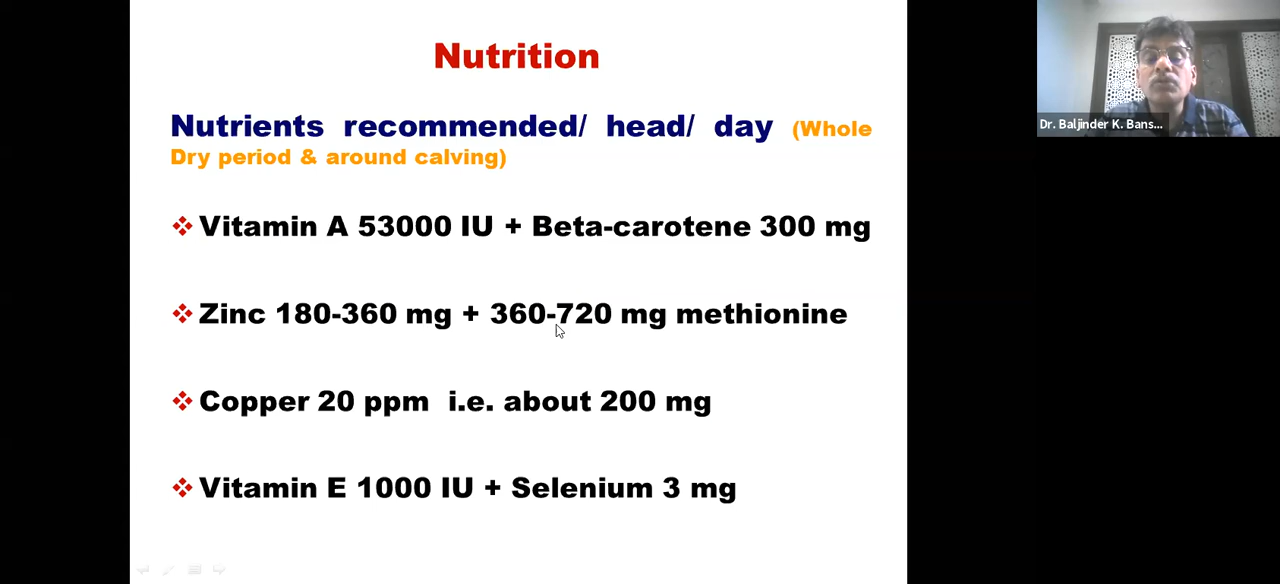 Nutrition
Nutrients recommended/ head/ day (Whole
Dry period & around calving)
Vitamin A 53000 IU + Beta-carotene 300 mg
Zinc 180-360 mg + 360-720 mg methionine
Copper 20 ppm i.e. about 200 mg
Vitamin E 1000 IU + Selenium 3 mg
Dr. Baljinder K. Bans...